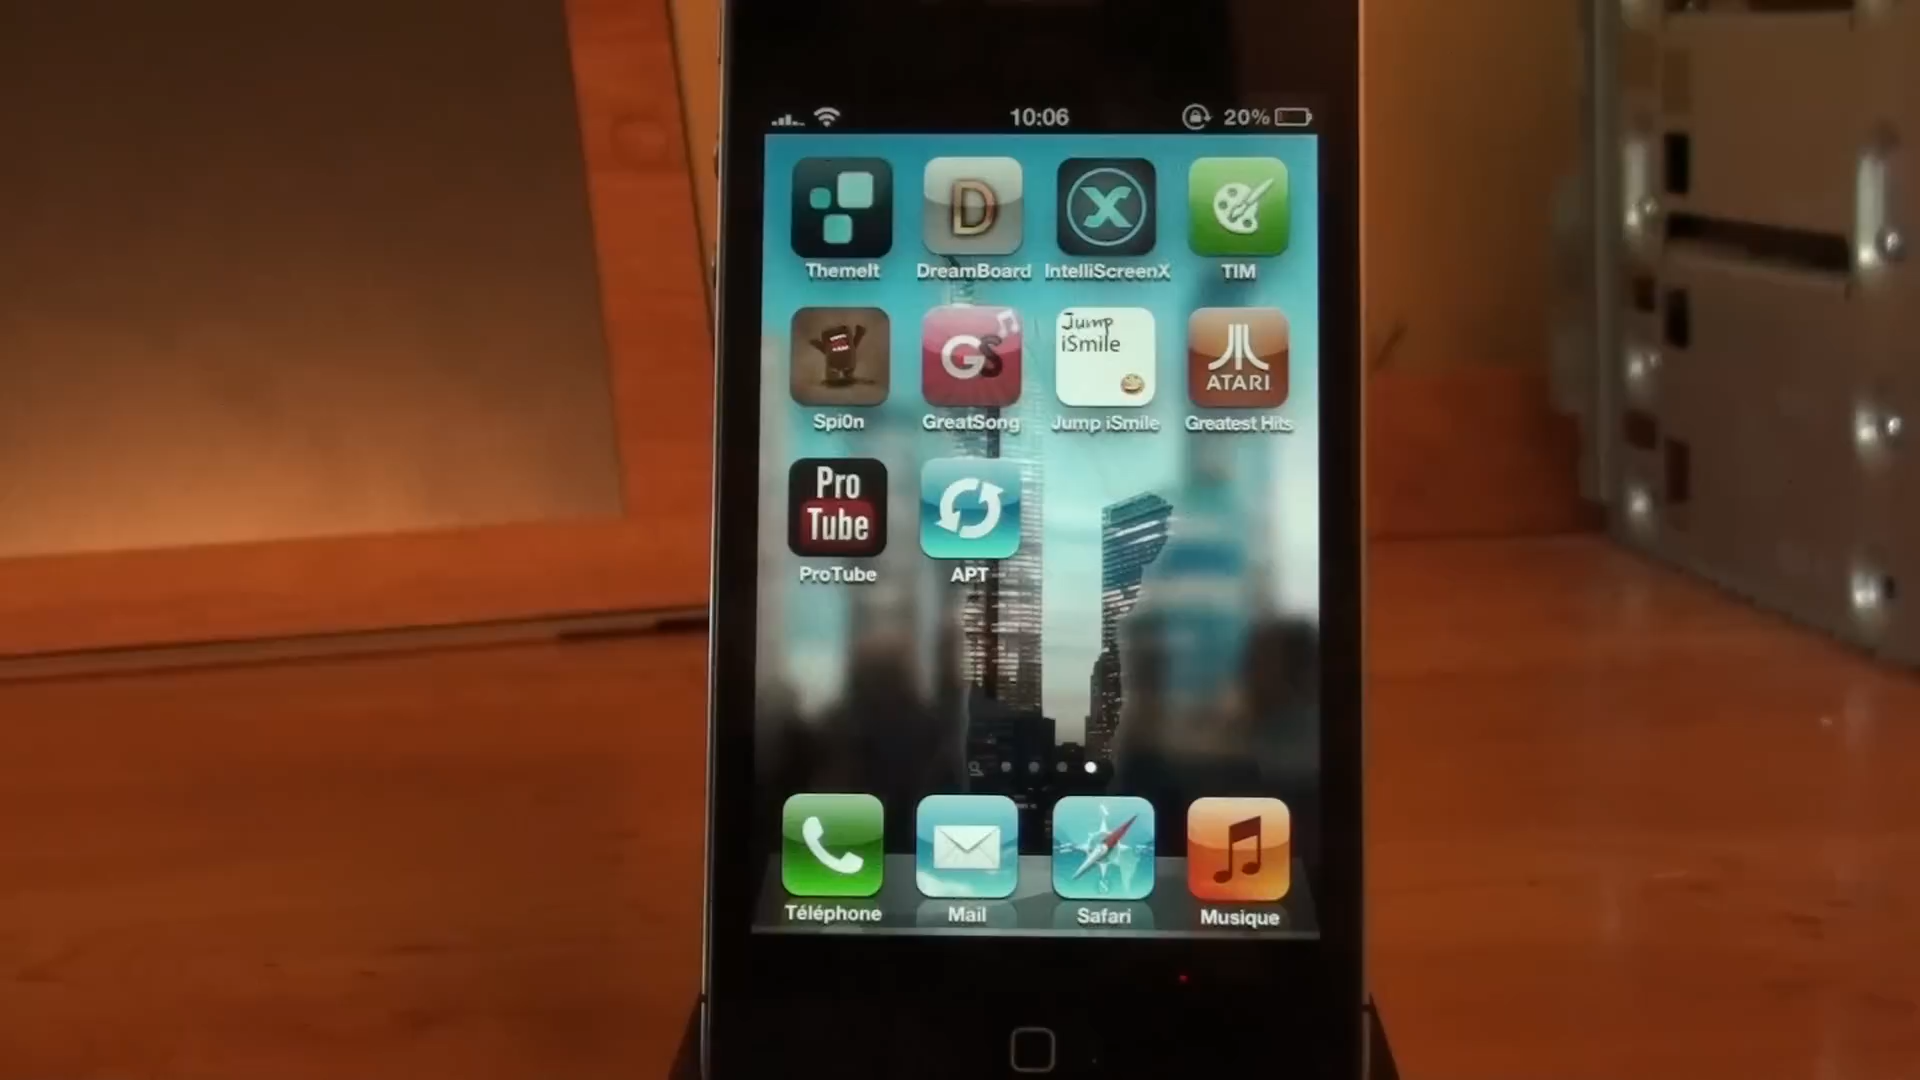 10:06
20%
D
X
ThemeIt
DreamBoard
IntelliScreenX
TIM
GS
Jump
iSmile
ATARI
Spi0n
GreatSong
Jump iSmile
Greatest Hits
Pro
Tube
ProTube
APT
Téléphone
Mail
Safari
Musique